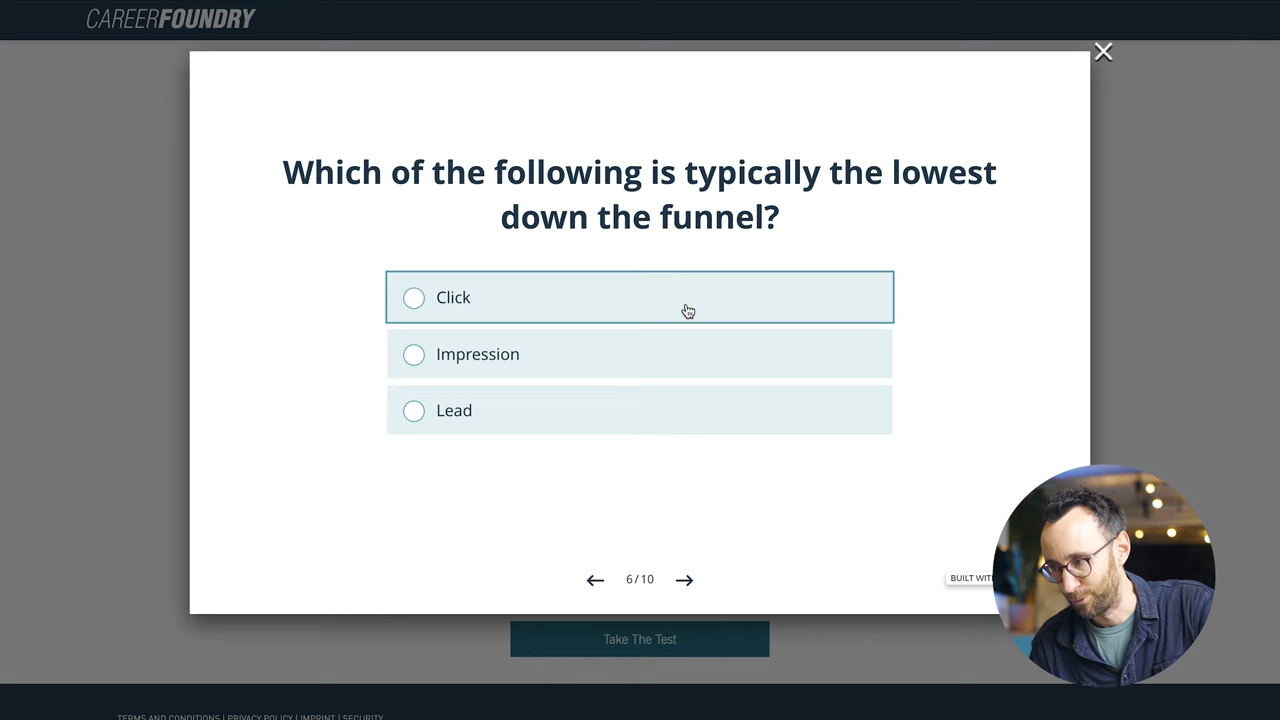 CAREERFOUNDRY
Which of the following is typically the lowest
down the funnel?
Click
Impression
Lead
6/10
BUILT WITH
Take The Test
TERMS AND CONDITIONS | PRIVACY POLICY | IMPRINT | SECURITY